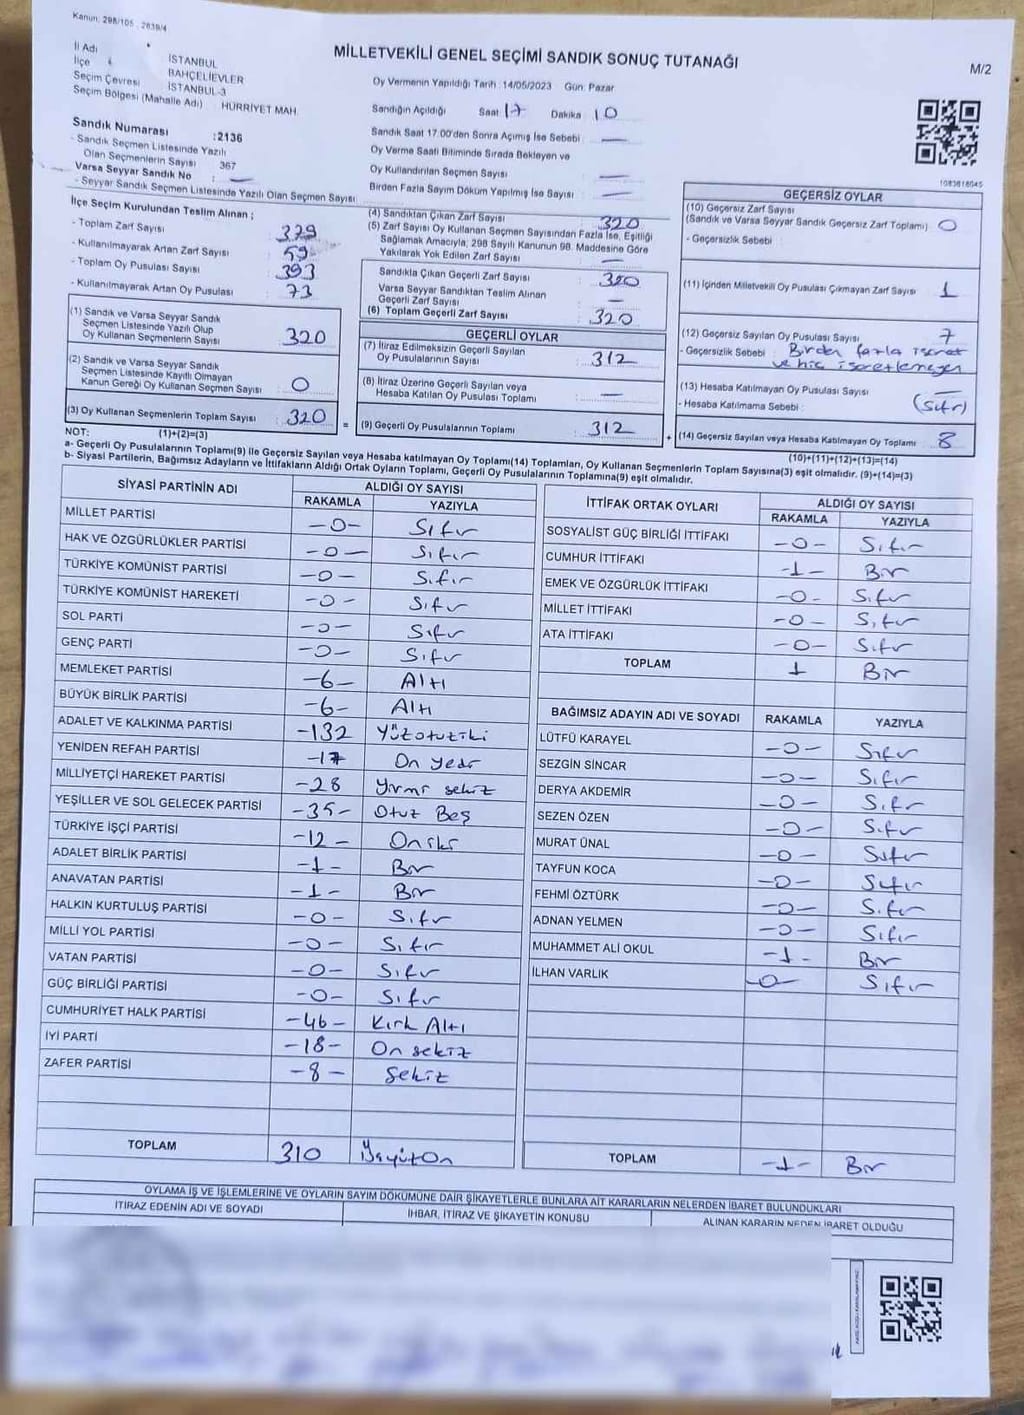 Kanun: 298/105, 2839/4
MİLLETVEKİLİ GENEL SEÇİMİ SANDIK SONUÇ TUTANAĞI
M/2
İl Adı İSTANBUL
İlçe BAHÇELİEVLER
Seçim Çevresi İSTANBUL-3
Seçim Bölgesi (Mahalle Adı) HÜRRİYET MAH.
Sandık Numarası :2136
- Sandık Seçmen Listesinde Yazılı
Olan Seçmenlerin Sayısı 367
Varsa Seyyar Sandık No : —
- Seyyar Sandık Seçmen Listesinde Yazılı Olan Seçmen Sayısı
Oy Vermenin Yapıldığı Tarih :14/05/2023 Gün: Pazar
Sandığın Açıldığı Saat 17 Dakika 10
Sandık Saat 17.00'den Sonra Açılmış İse Sebebi : —
Oy Verme Saati Bitiminde Sırada Bekleyen ve
Oy Kullandırılan Seçmen Sayısı : —
Birden Fazla Sayım Döküm Yapılmış İse Sayısı : —
1083618045
İlçe Seçim Kurulundan Teslim Alınan ;
- Toplam Zarf Sayısı : 379
- Kullanılmayarak Artan Zarf Sayısı : 59
- Toplam Oy Pusulası Sayısı : 393
- Kullanılmayarak Artan Oy Pusulası : 73
(1) Sandık ve Varsa Seyyar Sandık
Seçmen Listesinde Yazılı Olup
Oy Kullanan Seçmenlerin Sayısı : 320
(2) Sandık ve Varsa Seyyar Sandık
Seçmen Listesinde Kayıtlı Olmayan
Kanun Gereği Oy Kullanan Seçmen Sayısı : 0
(3) Oy Kullanan Seçmenlerin Toplam Sayısı : 320
(4) Sandıktan Çıkan Zarf Sayısı : 320
(5) Zarf Sayısı Oy Kullanan Seçmen Sayısından Fazla İse, Eşitliği
Sağlamak Amacıyla, 298 Sayılı Kanunun 98. Maddesine Göre
Yakılarak Yok Edilen Zarf Sayısı : —
Sandıkta Çıkan Geçerli Zarf Sayısı : 320
Varsa Seyyar Sandıktan Teslim Alınan
Geçerli Zarf Sayısı : —
(6) Toplam Geçerli Zarf Sayısı : 320
GEÇERLİ OYLAR
(7) İtiraz Edilmeksizin Geçerli Sayılan
Oy Pusulalarının Sayısı : 312
(8) İtiraz Üzerine Geçerli Sayılan veya
Hesaba Katılan Oy Pusulası Toplamı : —
= (9) Geçerli Oy Pusulalarının Toplamı : 312
GEÇERSİZ OYLAR
(10) Geçersiz Zarf Sayısı
(Sandık ve Varsa Seyyar Sandık Geçersiz Zarf Toplamı) : 0
- Geçersizlik Sebebi :
(11) İçinden Milletvekili Oy Pusulası Çıkmayan Zarf Sayısı : 1
(12) Geçersiz Sayılan Oy Pusulası Sayısı : 7
- Geçersizlik Sebebi : Birden fazla işaret
ve hiç işaretlemeyen
(13) Hesaba Katılmayan Oy Pusulası Sayısı : —
- Hesaba Katılmama Sebebi : (Sıfır)
+ (14) Geçersiz Sayılan veya Hesaba Katılmayan Oy Toplamı : 8
NOT: (1)+(2)=(3) (10)+(11)+(12)+(13)=(14)
a- Geçerli Oy Pusulalarının Toplamı(9) ile Geçersiz Sayılan veya Hesaba katılmayan Oy Toplamı(14) Toplamları, Oy Kullanan Seçmenlerin Toplam Sayısına(3) eşit olmalıdır. (9)+(14)=(3)
b- Siyasi Partilerin, Bağımsız Adayların ve İttifakların Aldığı Ortak Oyların Toplamı, Geçerli Oy Pusulalarının Toplamına(9) eşit olmalıdır.
SİYASİ PARTİNİN ADI ALDIĞI OY SAYISI
RAKAMLA YAZIYLA
MİLLET PARTİSİ -0- Sıfır
HAK VE ÖZGÜRLÜKLER PARTİSİ -0- Sıfır
TÜRKİYE KOMÜNİST PARTİSİ -0- Sıfır
TÜRKİYE KOMÜNİST HAREKETİ -0- Sıfır
SOL PARTİ -0- Sıfır
GENÇ PARTİ -0- Sıfır
MEMLEKET PARTİSİ -6- Altı
BÜYÜK BİRLİK PARTİSİ -6- Altı
ADALET VE KALKINMA PARTİSİ -132 Yüzotuziki
YENİDEN REFAH PARTİSİ -17 On yedi
MİLLİYETÇİ HAREKET PARTİSİ -28 Yirmi sekiz
YEŞİLLER VE SOL GELECEK PARTİSİ -35- Otuz Beş
TÜRKİYE İŞÇİ PARTİSİ -12- On iki
ADALET BİRLİK PARTİSİ -1- Bir
ANAVATAN PARTİSİ -1- Bir
HALKIN KURTULUŞ PARTİSİ -0- Sıfır
MİLLİ YOL PARTİSİ -0- Sıfır
VATAN PARTİSİ -0- Sıfır
GÜÇ BİRLİĞİ PARTİSİ -0- Sıfır
CUMHURİYET HALK PARTİSİ -46- Kırk Altı
İYİ PARTİ -18- On sekiz
ZAFER PARTİSİ -8- Sekiz
TOPLAM 310 Üçyüzon
İTTİFAK ORTAK OYLARI ALDIĞI OY SAYISI
RAKAMLA YAZIYLA
SOSYALİST GÜÇ BİRLİĞİ İTTİFAKI -0- Sıfır
CUMHUR İTTİFAKI -1- Bir
EMEK VE ÖZGÜRLÜK İTTİFAKI -0- Sıfır
MİLLET İTTİFAKI -0- Sıfır
ATA İTTİFAKI -0- Sıfır
TOPLAM 1 Bir
BAĞIMSIZ ADAYIN ADI VE SOYADI RAKAMLA YAZIYLA
LÜTFÜ KARAYEL -0- Sıfır
SEZGİN SİNCAR -0- Sıfır
DERYA AKDEMİR -0- Sıfır
SEZEN ÖZEN -0- Sıfır
MURAT ÜNAL -0- Sıfır
TAYFUN KOCA -0- Sıfır
FEHMİ ÖZTÜRK -0- Sıfır
ADNAN YELMEN -0- Sıfır
MUHAMMET ALİ OKUL -1- Bir
İLHAN VARLIK -0- Sıfır
TOPLAM -1- Bir
OYLAMA İŞ VE İŞLEMLERİNE VE OYLARIN SAYIM DÖKÜMÜNE DAİR ŞİKAYETLERLE BUNLARA AİT KARARLARIN NELERDEN İBARET BULUNDUKLARI
İTİRAZ EDENİN ADI VE SOYADI İHBAR, İTİRAZ VE ŞİKAYETİN KONUSU ALINAN KARARIN NEDEN İBARET OLDUĞU